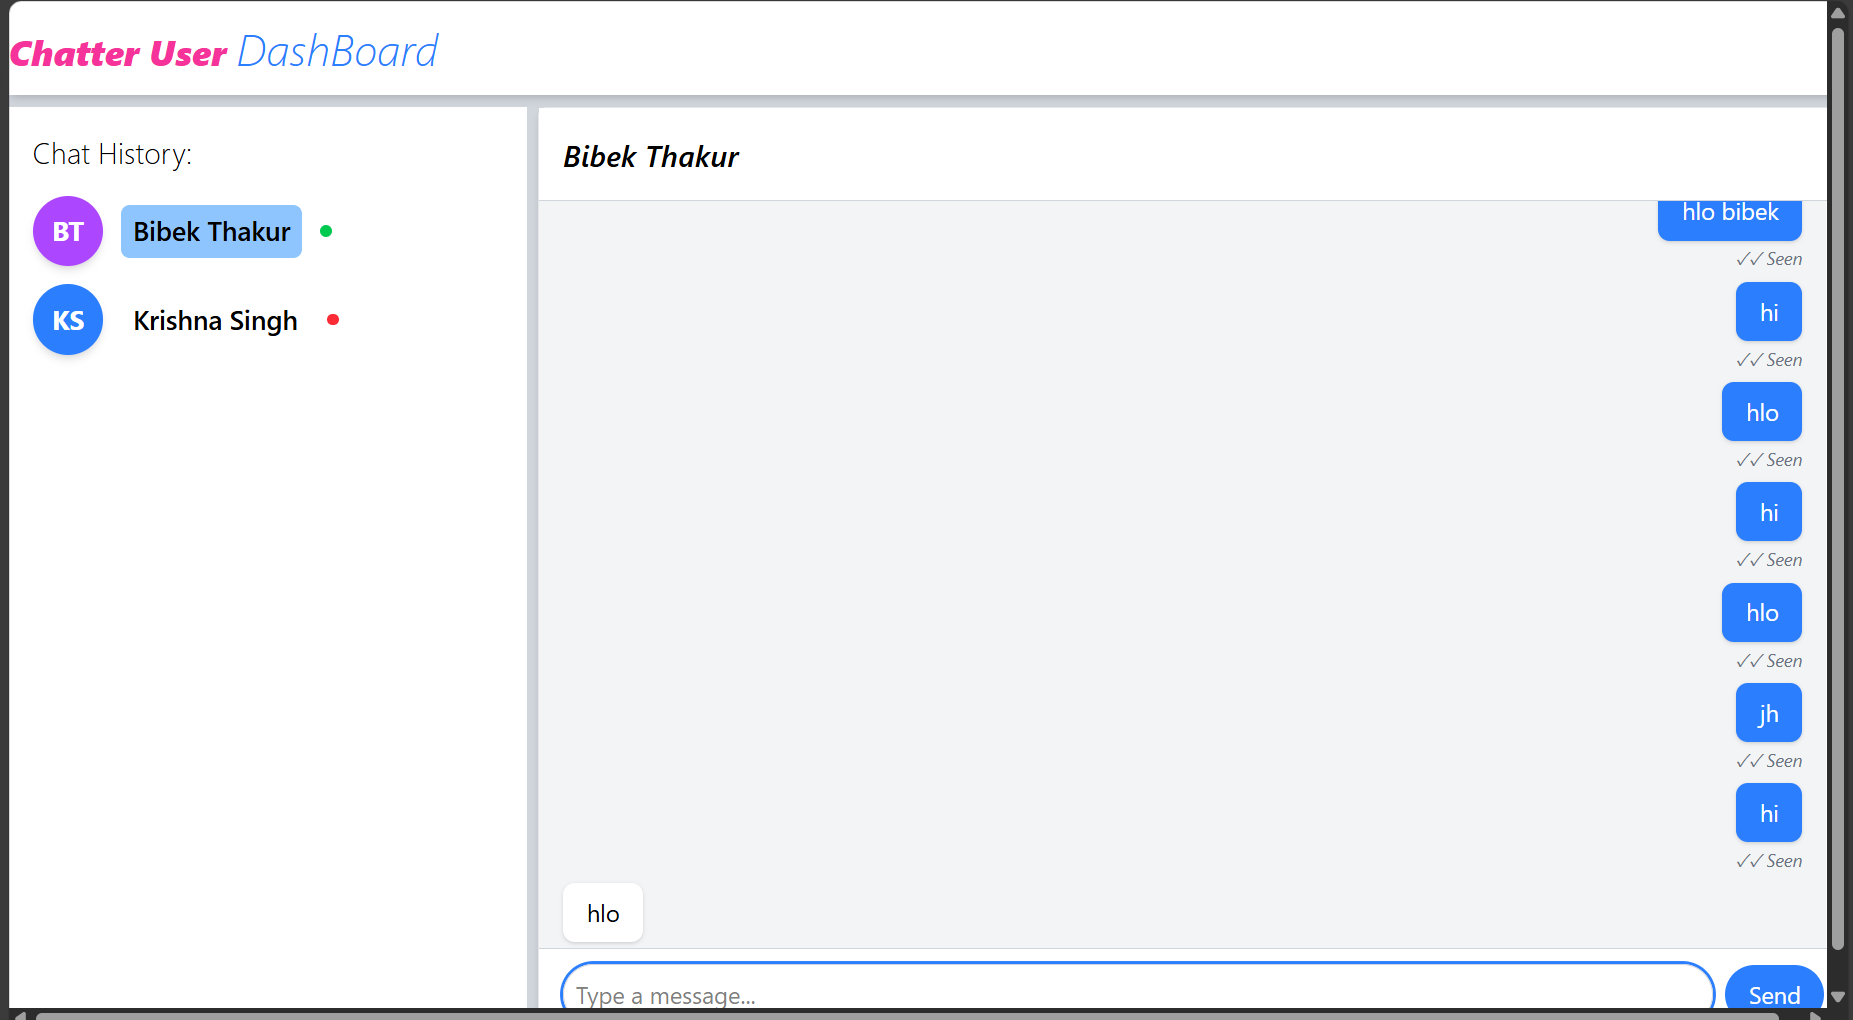 Chatter User DashBoard
Chat History:
BT Bibek Thakur
KS Krishna Singh
Bibek Thakur
hlo bibek
✓✓ Seen
hi
✓✓ Seen
hlo
✓✓ Seen
hi
✓✓ Seen
hlo
✓✓ Seen
jh
✓✓ Seen
hi
✓✓ Seen
hlo
Type a message... Send